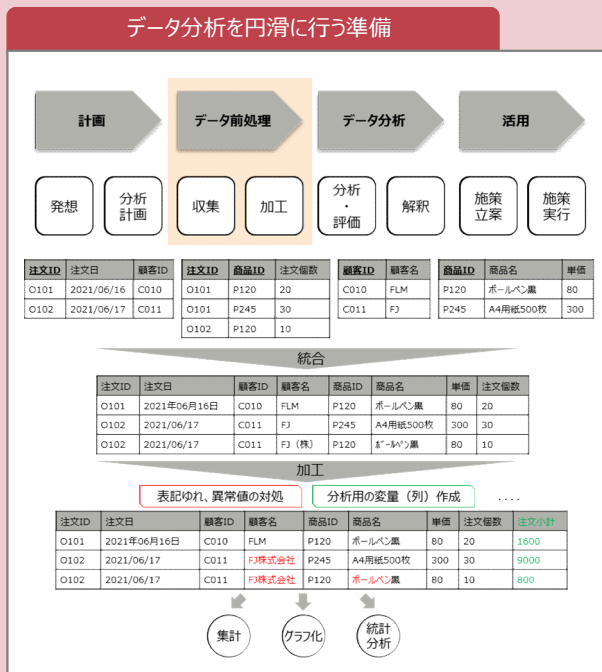 データ分析を円滑に行う準備
計画 データ前処理 データ分析 活用
発想 分析計画 収集 加工 分析・評価 解釈 施策立案 施策実行
注文ID 注文日 顧客ID
O101 2021/06/16 C010
O102 2021/06/17 C011
注文ID 商品ID 注文個数
O101 P120 20
O101 P245 30
O102 P120 10
顧客ID 顧客名
C010 FLM
C011 FJ
商品ID 商品名 単価
P120 ボールペン黒 80
P245 A4用紙500枚 300
統合
注文ID 注文日 顧客ID 顧客名 商品ID 商品名 単価 注文個数
O101 2021年06月16日 C010 FLM P120 ボールペン黒 80 20
O102 2021/06/17 C011 FJ P245 A4用紙500枚 300 30
O102 2021/06/17 C011 FJ（株） P120 ﾎﾞｰﾙﾍﾟﾝ黒 80 10
加工
表記ゆれ、異常値の対処 分析用の変量（列）作成 ....
注文ID 注文日 顧客ID 顧客名 商品ID 商品名 単価 注文個数 注文小計
O101 2021年06月16日 C010 FLM P120 ボールペン黒 80 20 1600
O102 2021/06/17 C011 FJ株式会社 P245 A4用紙500枚 300 30 9000
O102 2021/06/17 C011 FJ株式会社 P120 ボールペン黒 80 10 800
集計 グラフ化 統計分析